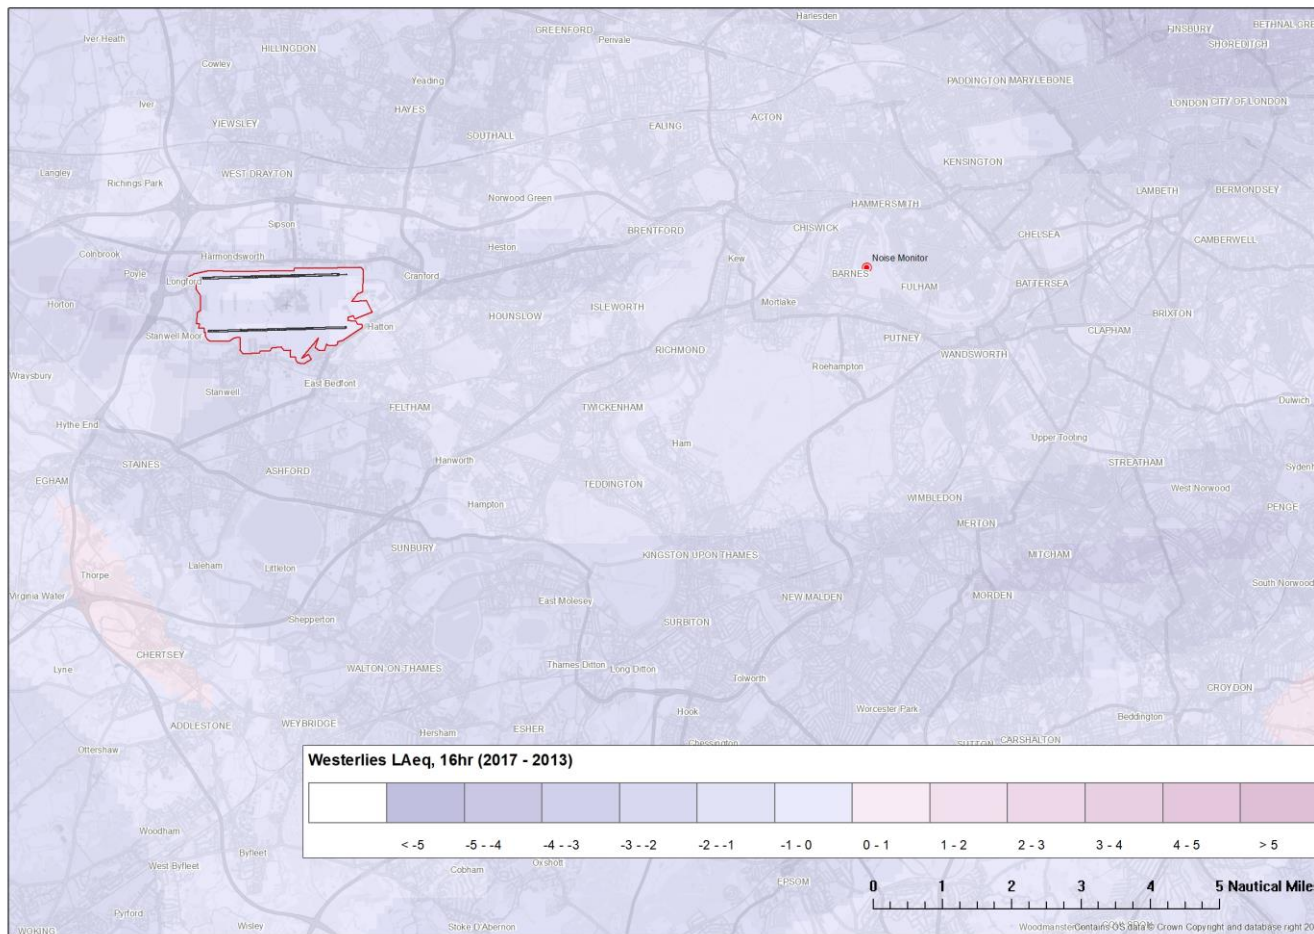 Harlesden
Iver Heath
HILLINGDON
GREENFORD
Perivale
FINSBURY
BETHNAL GRE
SHOREDITCH
Cowley
Yeading
PADDINGTON MARYLEBONE
Iver
HAYES
LONDON CITY OF LONDON
YIEWSLEY
SOUTHALL
EALING
ACTON
KENSINGTON
Langley
Richings Park
WEST DRAYTON
Norwood Green
LAMBETH
BERMONDSEY
HAMMERSMITH
Sipson
BRENTFORD
CHISWICK
CHELSEA
CAMBERWELL
Colnbrook
Harmondsworth
Heston
Kew
Noise Monitor
Poyle
Longford
Cranford
BARNES
FULHAM
BATTERSEA
Horton
HOUNSLOW
ISLEWORTH
Mortlake
BRIXTON
Stanwell Moor
Hatton
PUTNEY
CLAPHAM
RICHMOND
WANDSWORTH
Wraysbury
Roehampton
Stanwell
East Bedfont
FELTHAM
TWICKENHAM
Dulwich
Hythe End
Ham
Upper Tooting
STAINES
ASHFORD
Hanworth
STREATHAM
Sydenh
EGHAM
TEDDINGTON
West Norwood
Hampton
WIMBLEDON
PENGE
MERTON
SUNBURY
KINGSTON UPON THAMES
MITCHAM
Thorpe
Laleham
Littleton
South Norwood
Virginia Water
East Molesey
NEW MALDEN
MORDEN
Shepperton
SURBITON
CHERTSEY
Lyne
WALTON ON THAMES
Thames Ditton
Long Ditton
Tolworth
CROYDON
ADDLESTONE
WEYBRIDGE
Hersham
ESHER
Hook
Worcester Park
Beddington
Ottershaw
Chessington
SUTTON
CARSHALTON
Westerlies LAeq, 16hr (2017 - 2013)
< -5
-5 - -4
-4 - -3
-3 - -2
-2 - -1
-1 - 0
0 - 1
1 - 2
2 - 3
3 - 4
4 - 5
> 5
Woodham
West Byfleet
Byfleet
Cobham
Oxshott
EPSOM
0 1 2 3 4 5 Nautical Mile
Pyrford
WOKING
Wisley
Stoke D'Abernon
Contains OS data © Crown Copyright and database right 20